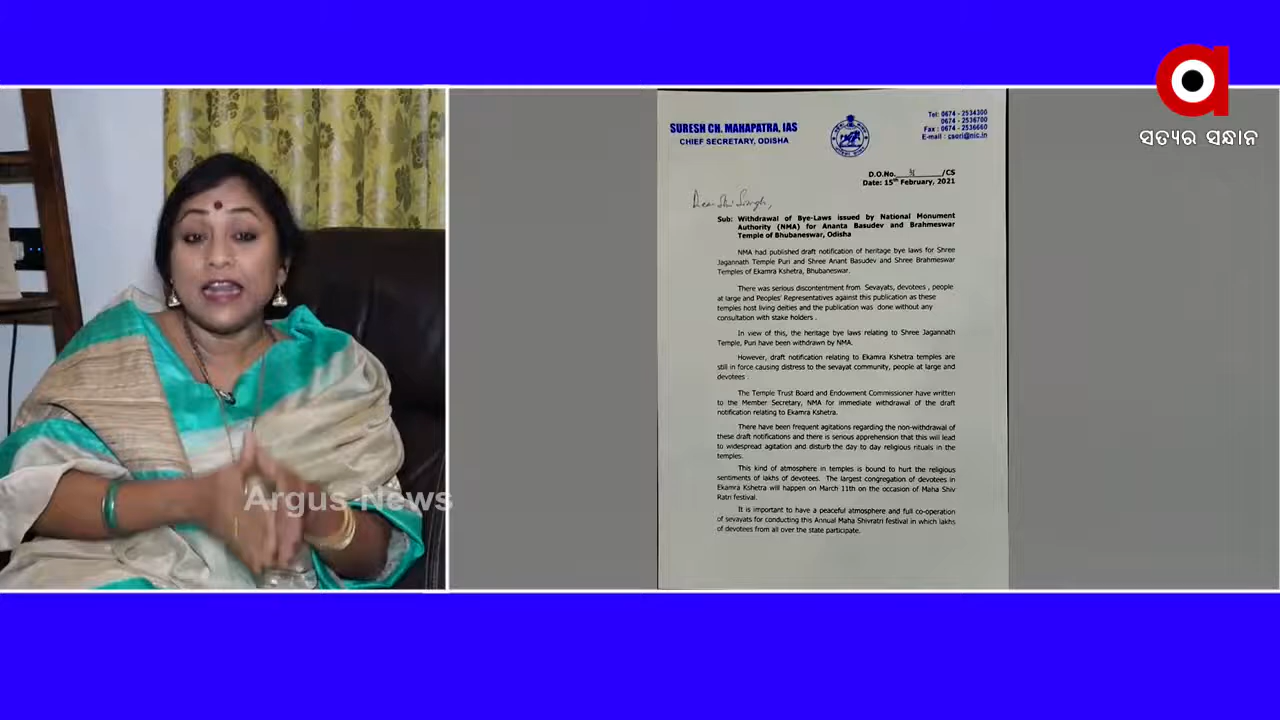 ସତ୍ୟର ସନ୍ଧାନ
SURESH CH. MAHAPATRA, IAS
CHIEF SECRETARY, ODISHA
Tel: 0674 - 2534300
0674 - 2536700
Fax : 0674 - 2536660
E-mail : csori@nic.in
D.O.No. /CS
Date: 15th February, 2021
Dear Shri Singh,
Sub: Withdrawal of Bye-Laws issued by National Monument
Authority (NMA) for Ananta Basudev and Brahmeswar
Temple of Bhubaneswar, Odisha
NMA had published draft notification of heritage bye laws for Shree
Jagannath Temple Puri and Shree Anant Basudev and Shree Brahmeswar
Temples of Ekamra Kshetra, Bhubaneswar.
There was serious discontentment from Sevayats, devotees , people
at large and Peoples' Representatives against this publication as these
temples host living deities and the publication was done without any
consultation with stake holders .
In view of this, the heritage bye laws relating to Shree Jagannath
Temple, Puri have been withdrawn by NMA.
However, draft notification relating to Ekamra Kshetra temples are
still in force causing distress to the sevayat community, people at large and
devotees .
The Temple Trust Board and Endowment Commissioner have written
to the Member Secretary, NMA for immediate withdrawal of the draft
notification relating to Ekamra Kshetra.
There have been frequent agitations regarding the non-withdrawal of
these draft notifications and there is serious apprehension that this will lead
to widespread agitation and disturb the day to day religious rituals in the
temples.
This kind of atmosphere in temples is bound to hurt the religious
sentiments of lakhs of devotees. The largest congregation of devotees in
Ekamra Kshetra will happen on March 11th on the occasion of Maha Shiv
Ratri festival.
It is important to have a peaceful atmosphere and full co-operation
of sevayats for conducting this Annual Maha Shivratri festival in which lakhs
of devotees from all over the state participate.
Argus News